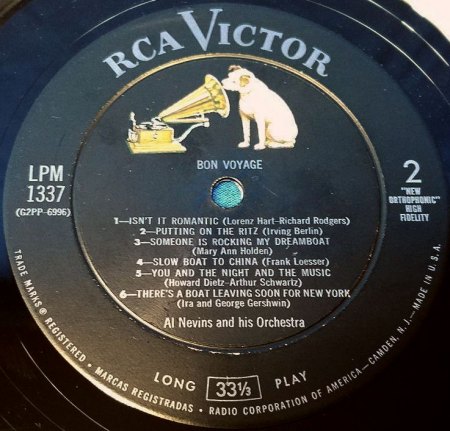 RCA VICTOR
BON VOYAGE
LPM
1337
(G2PP-6996)
2
"NEW
ORTHOPHONIC"
HIGH
FIDELITY
1—ISN'T IT ROMANTIC (Lorenz Hart-Richard Rodgers)
2—PUTTING ON THE RITZ (Irving Berlin)
3—SOMEONE IS ROCKING MY DREAMBOAT
(Mary Ann Holden)
4—SLOW BOAT TO CHINA (Frank Loesser)
5—YOU AND THE NIGHT AND THE MUSIC
(Howard Dietz-Arthur Schwartz)
6—THERE'S A BOAT LEAVING SOON FOR NEW YORK
(Ira and George Gershwin)
Al Nevins and his Orchestra
LONG 33⅓ PLAY
TRADE MARKS ® REGISTERED • MARCAS REGISTRADAS • RADIO CORPORATION OF AMERICA—CAMDEN, N. J.—MADE IN U.S.A.